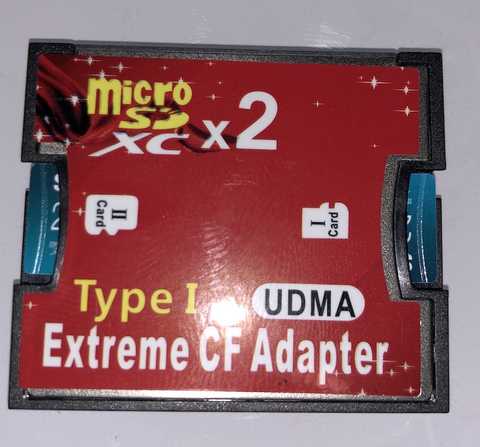 micro
SD
XC x2
II
Card
I
Card
Type I UDMA
Extreme CF Adapter